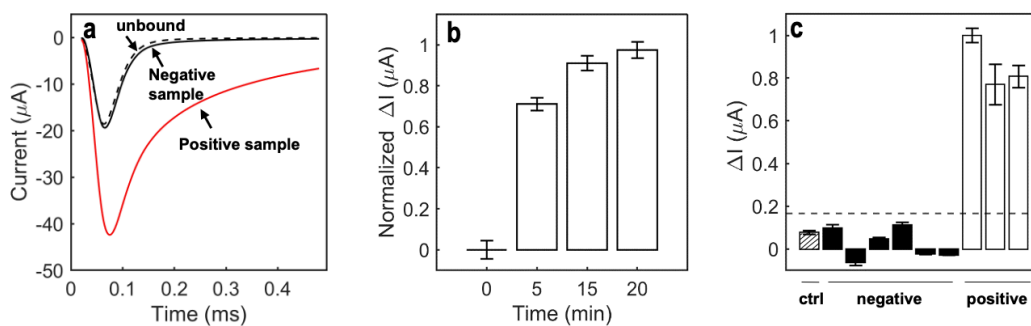 a
unbound
Negative
sample
Positive sample
0
-10
-20
-30
-40
-50
Current (μA)
0
0.1
0.2
0.3
0.4
Time (ms)
b
1
0.8
0.6
0.4
0.2
0
Normalized ΔI (μA)
0
5
15
20
Time (min)
c
1
0.8
0.6
0.4
0.2
0
ΔI (μA)
ctrl
negative
positive